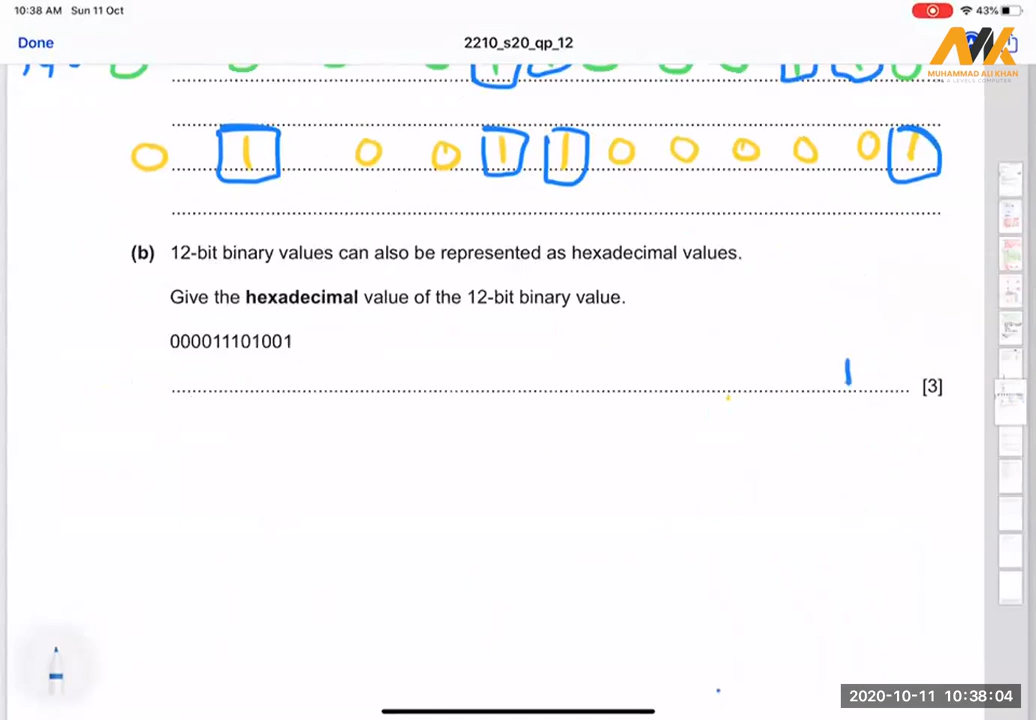 10:38 AM Sun 11 Oct 43%
Done 2210_s20_qp_12
MUHAMMAD ALI KHAN
0 1 0 0 1 1 0 0 0 0 0 1
(b) 12-bit binary values can also be represented as hexadecimal values.
Give the hexadecimal value of the 12-bit binary value.
000011101001
1
[3]
2020-10-11 10:38:04